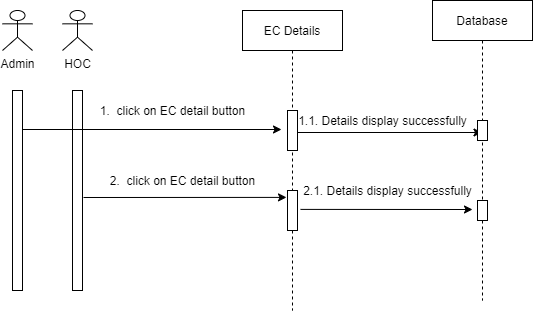 Admin
HOC
EC Details
Database
1. click on EC detail button
1.1. Details display successfully
2. click on EC detail button
2.1. Details display successfully